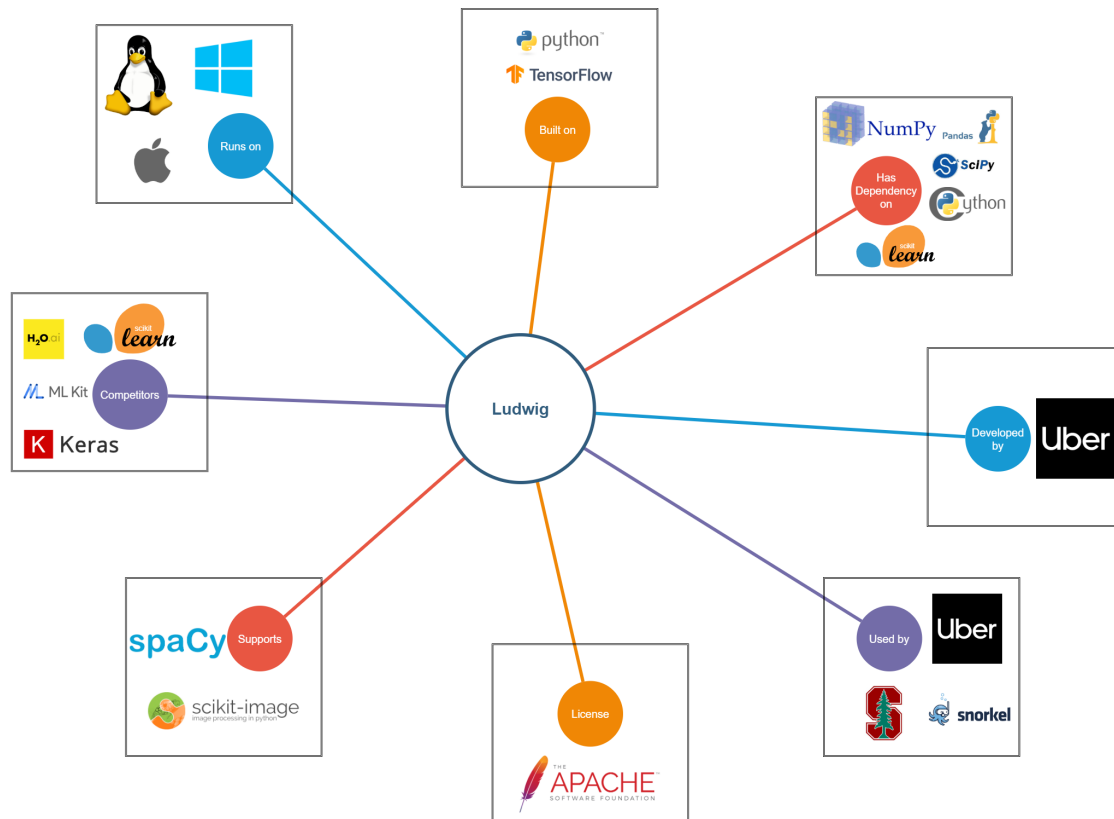 python™
TensorFlow
Built on
Runs on
NumPy
Pandas
SciPy
Has
Dependency
on
Cython
scikit
learn
H2O.ai
scikit
learn
ML Kit
Competitors
Keras
Ludwig
Developed
by
Uber
spaCy
Supports
scikit-image
image processing in python
License
THE
APACHE™
SOFTWARE FOUNDATION
Used by
Uber
S
snorkel